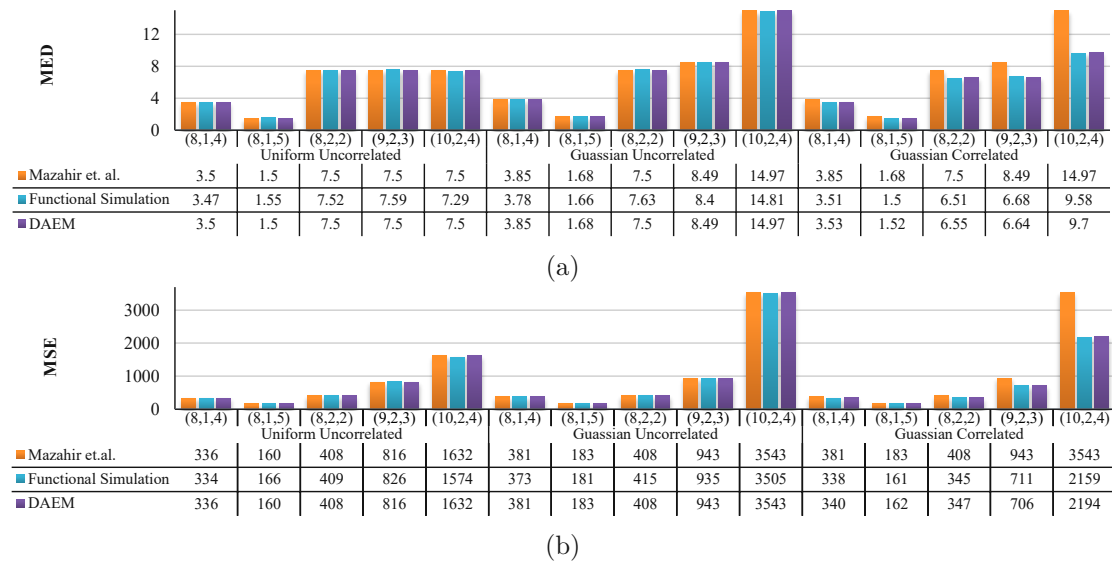 MED
12
8
4
0
(8,1,4) (8,1,5) (8,2,2) (9,2,3) (10,2,4) (8,1,4) (8,1,5) (8,2,2) (9,2,3) (10,2,4) (8,1,4) (8,1,5) (8,2,2) (9,2,3) (10,2,4)
Uniform Uncorrelated Guassian Uncorrelated Guassian Correlated
Mazahir et. al. 3.5 1.5 7.5 7.5 7.5 3.85 1.68 7.5 8.49 14.97 3.85 1.68 7.5 8.49 14.97
Functional Simulation 3.47 1.55 7.52 7.59 7.29 3.78 1.66 7.63 8.4 14.81 3.51 1.5 6.51 6.68 9.58
DAEM 3.5 1.5 7.5 7.5 7.5 3.85 1.68 7.5 8.49 14.97 3.53 1.52 6.55 6.64 9.7
(a)
MSE
3000
2000
1000
0
(8,1,4) (8,1,5) (8,2,2) (9,2,3) (10,2,4) (8,1,4) (8,1,5) (8,2,2) (9,2,3) (10,2,4) (8,1,4) (8,1,5) (8,2,2) (9,2,3) (10,2,4)
Uniform Uncorrelated Guassian Uncorrelated Guassian Correlated
Mazahir et.al. 336 160 408 816 1632 381 183 408 943 3543 381 183 408 943 3543
Functional Simulation 334 166 409 826 1574 373 181 415 935 3505 338 161 345 711 2159
DAEM 336 160 408 816 1632 381 183 408 943 3543 340 162 347 706 2194
(b)